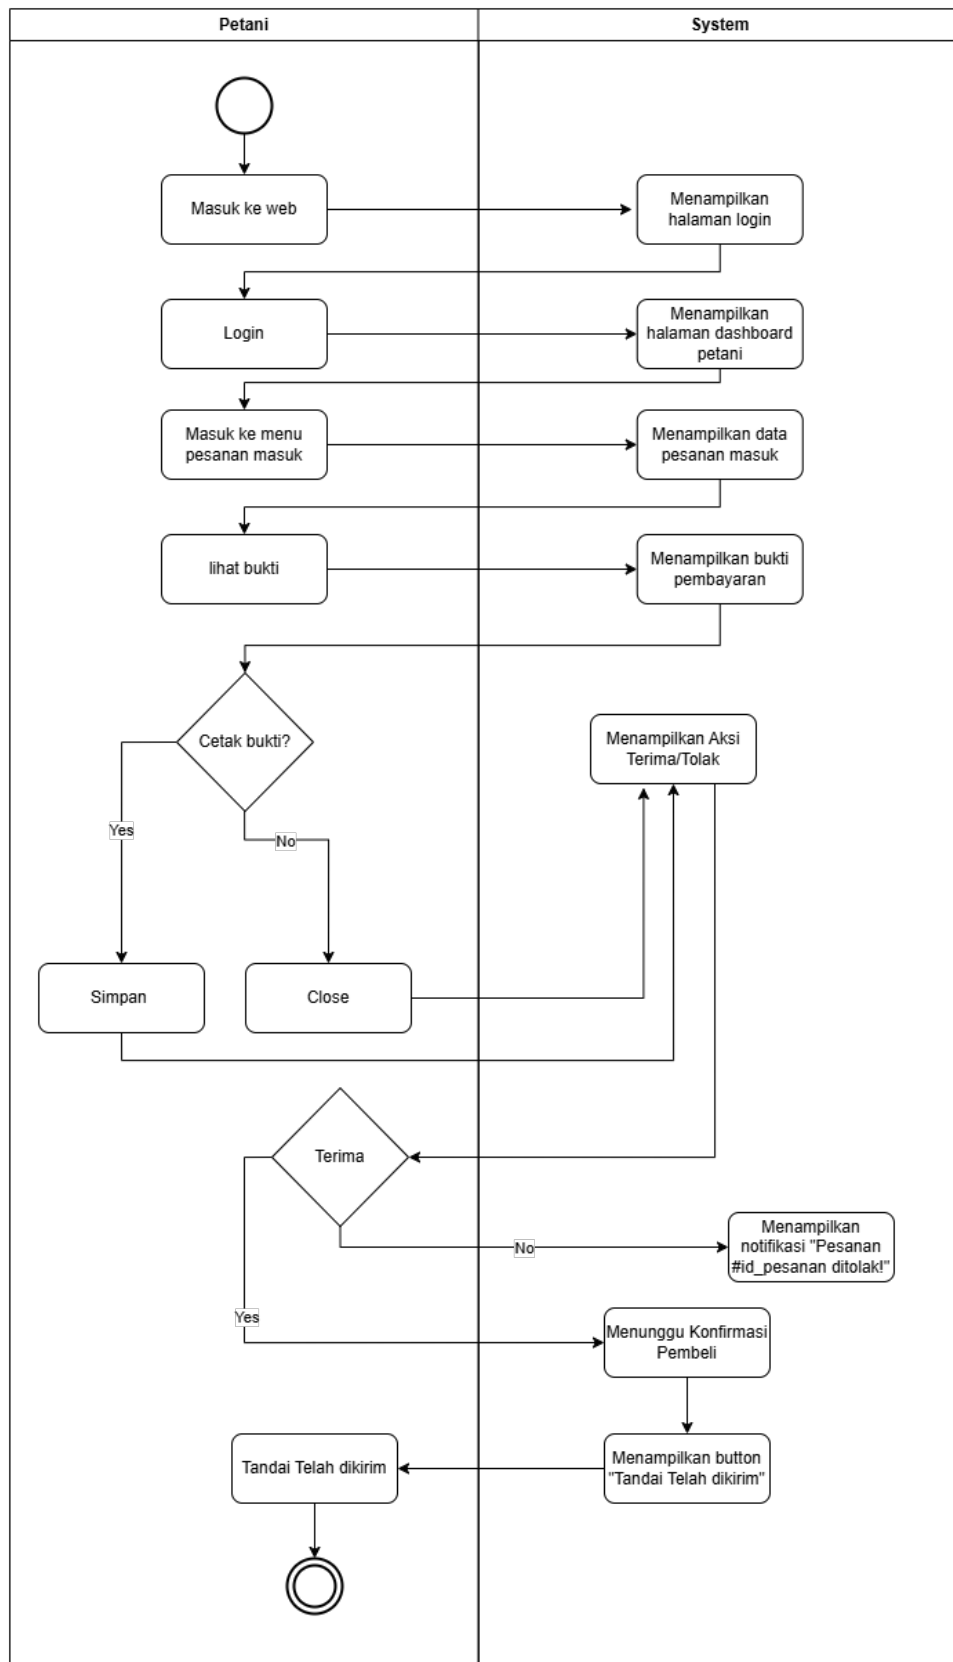 Petani
System
Masuk ke web
Menampilkan
halaman login
Login
Menampilkan
halaman dashboard
petani
Masuk ke menu
pesanan masuk
Menampilkan data
pesanan masuk
lihat bukti
Menampilkan bukti
pembayaran
Cetak bukti?
Menampilkan Aksi
Terima/Tolak
Yes
No
Simpan
Close
Terima
No
Menampilkan
notifikasi "Pesanan
#id_pesanan ditolak!"
Yes
Menunggu Konfirmasi
Pembeli
Tandai Telah dikirim
Menampilkan button
"Tandai Telah dikirim"